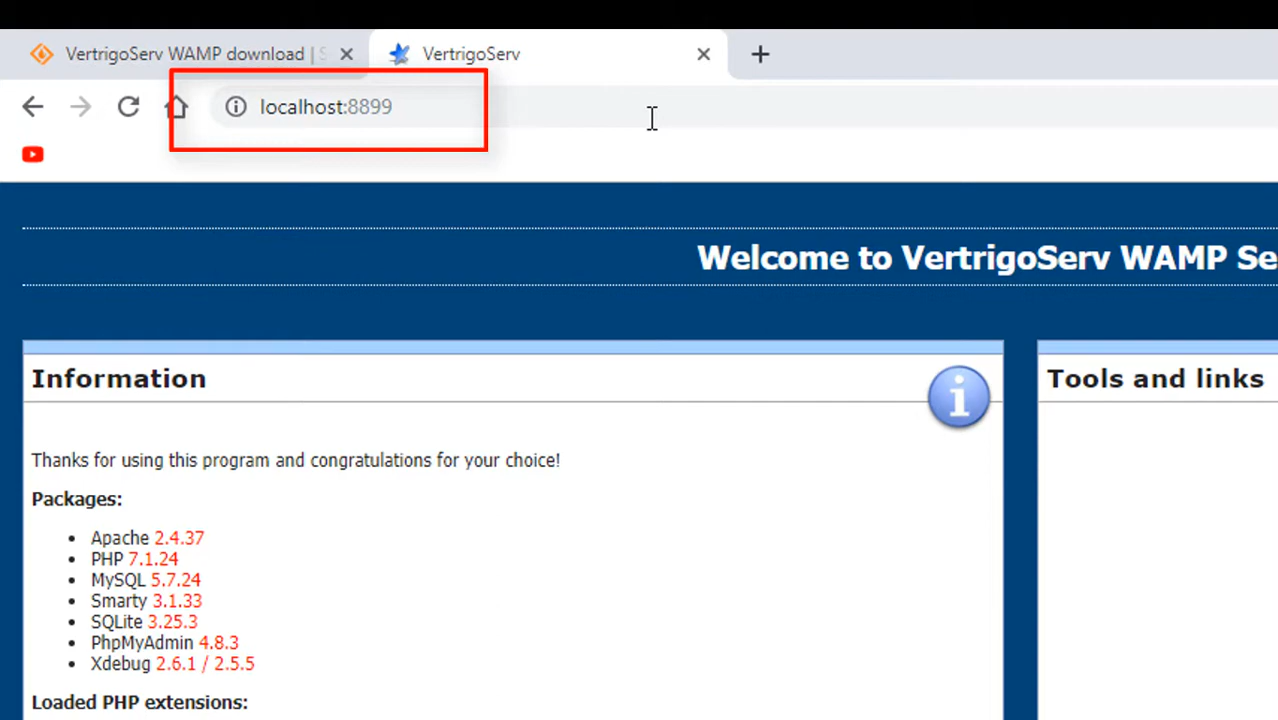 VertrigoServ WAMP download | S
VertrigoServ
localhost:8899
Welcome to VertrigoServ WAMP Se
Information
Tools and links
Thanks for using this program and congratulations for your choice!
Packages:
• Apache 2.4.37
• PHP 7.1.24
• MySQL 5.7.24
• Smarty 3.1.33
• SQLite 3.25.3
• PhpMyAdmin 4.8.3
• Xdebug 2.6.1 / 2.5.5
Loaded PHP extensions: